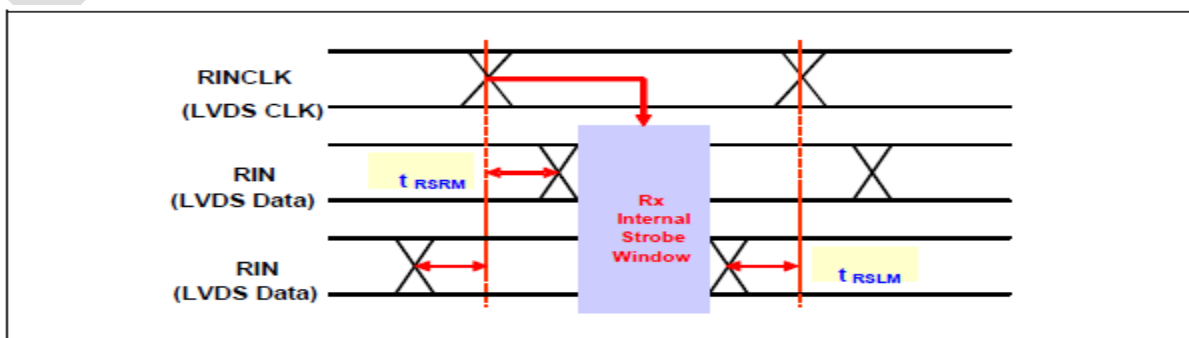 RINCLK
(LVDS CLK)
RIN
(LVDS Data)
t RSRM
Rx
Internal
Strobe
Window
RIN
(LVDS Data)
t RSLM